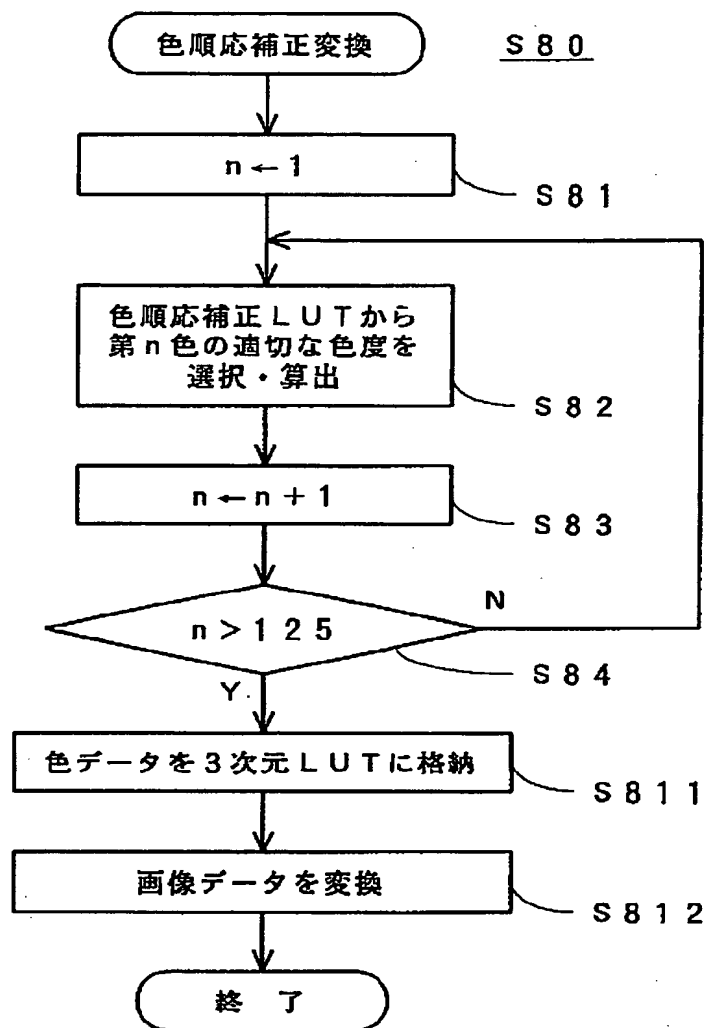 色順応補正変換
S80
n←1
S81
色順応補正LUTから
第n色の適切な色度を
選択・算出
S82
n←n+1
S83
n>125
N
S84
Y
色データを3次元LUTに格納
S811
画像データを変換
S812
終了